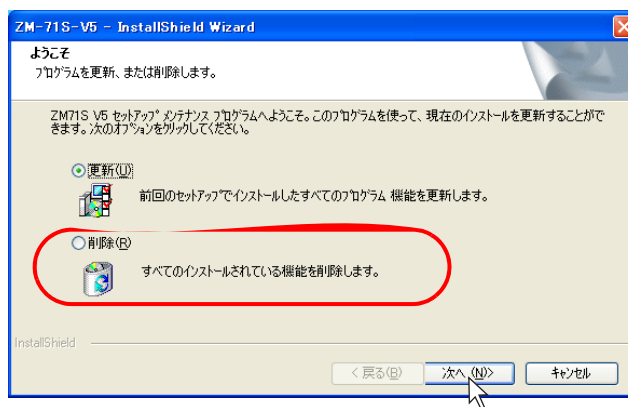 ZM-71S-V5 - InstallShield Wizard
ようこそ
プログラムを更新、または削除します。
ZM71S V5 セットアップ メンテナンス プログラムへようこそ。このプログラムを使って、現在のインストールを更新することがで
きます。次のオプションをクリックしてください。
更新(U)
前回のセットアップでインストールしたすべてのプログラム 機能を更新します。
削除(R)
すべてのインストールされている機能を削除します。
InstallShield
< 戻る(B)
次へ (N)>
キャンセル